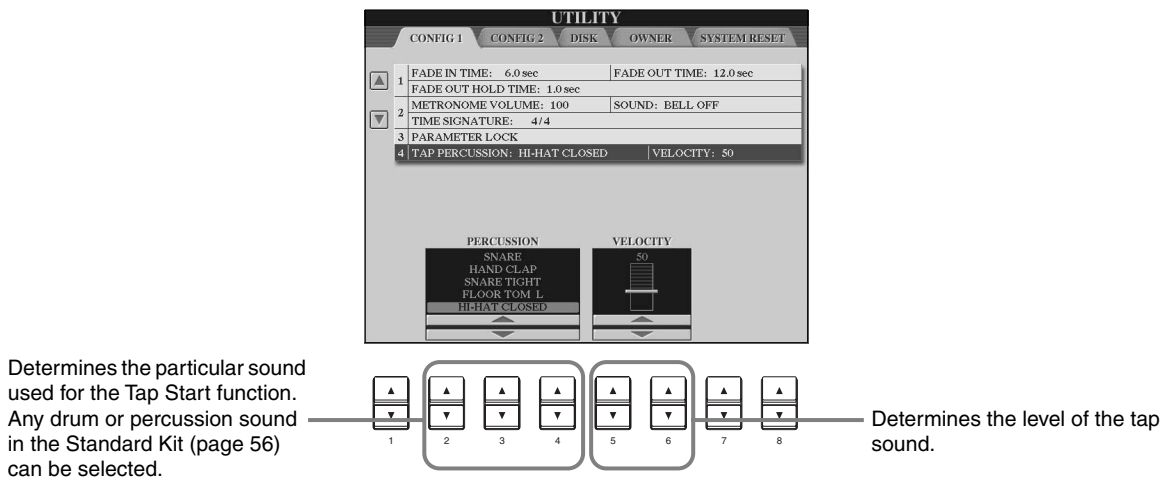 UTILITY
CONFIG 1 CONFIG 2 DISK OWNER SYSTEM RESET
1 FADE IN TIME: 6.0 sec FADE OUT TIME: 12.0 sec
FADE OUT HOLD TIME: 1.0 sec
2 METRONOME VOLUME: 100 SOUND: BELL OFF
TIME SIGNATURE: 4/4
3 PARAMETER LOCK
4 TAP PERCUSSION: HI-HAT CLOSED VELOCITY: 50
PERCUSSION VELOCITY
SNARE 50
HAND CLAP
SNARE TIGHT
FLOOR TOM L
HI-HAT CLOSED
Determines the particular sound
used for the Tap Start function.
Any drum or percussion sound
in the Standard Kit (page 56)
can be selected.
1 2 3 4 5 6 7 8
Determines the level of the tap
sound.